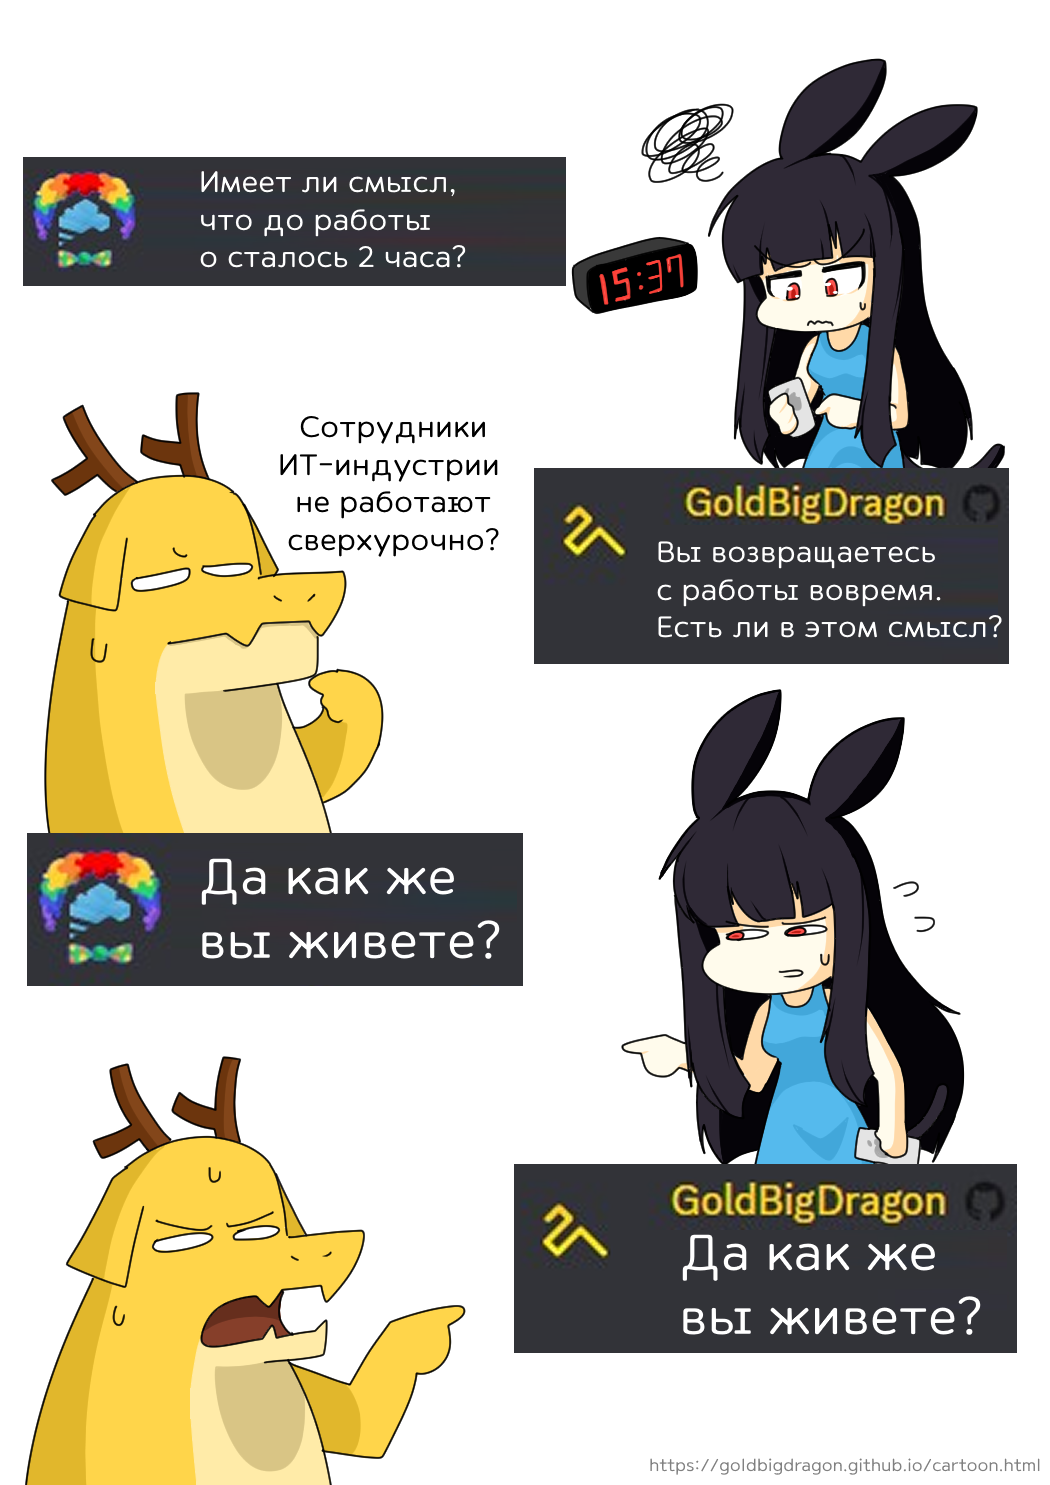 Имеет ли смысл,
что до работы
о сталось 2 часа?
15:37
Сотрудники
ИТ-индустрии
не работают
сверхурочно?
GoldBigDragon
Вы возвращаетесь
с работы вовремя.
Есть ли в этом смысл?
Да как же
вы живете?
GoldBigDragon
Да как же
вы живете?
https://goldbigdragon.github.io/cartoon.html